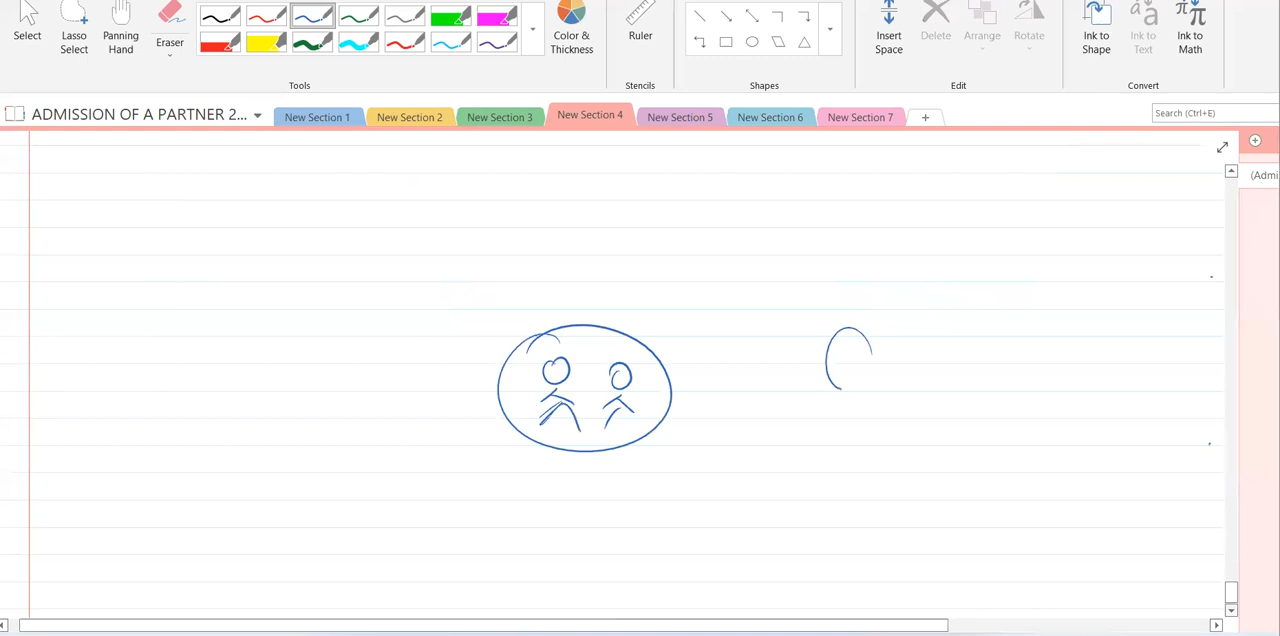 Select
Lasso Select
Panning Hand
Eraser
Color & Thickness
Ruler
Insert Space
Delete
Arrange
Rotate
Ink to Shape
Ink to Text
Ink to Math
Tools
Stencils
Shapes
Edit
Convert
ADMISSION OF A PARTNER 2...
New Section 1
New Section 2
New Section 3
New Section 4
New Section 5
New Section 6
New Section 7
+
Search (Ctrl+E)
(Admi